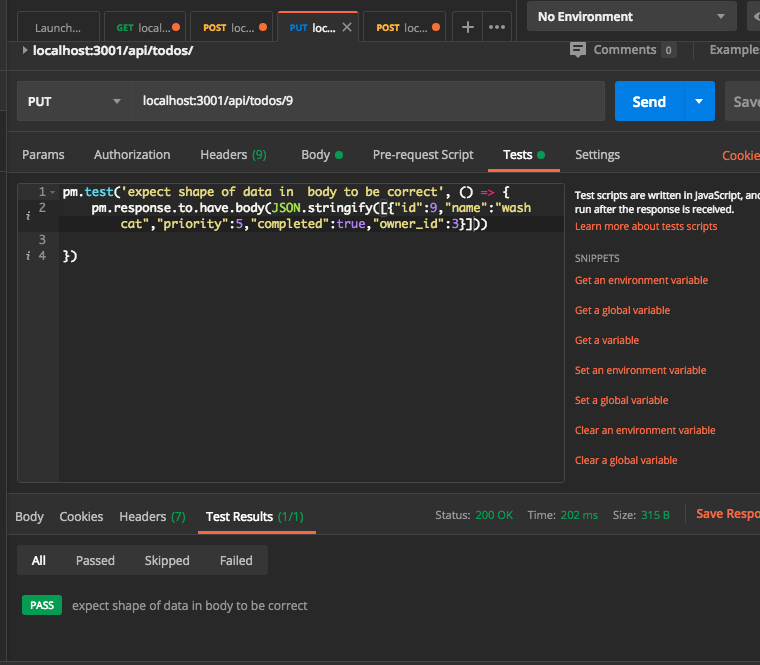 Launch...
GET local...
POST loc...
PUT loc...
POST loc...
No Environment
localhost:3001/api/todos/
Comments 0
Example
PUT
localhost:3001/api/todos/9
Send
Save
Params
Authorization
Headers (9)
Body
Pre-request Script
Tests
Settings
Cookie
1 pm.test('expect shape of data in  body to be correct', () => {
2 pm.response.to.have.body(JSON.stringify([{"id":9,"name":"wash
cat","priority":5,"completed":true,"owner_id":3}]))
3
4 })
Test scripts are written in JavaScript, and
run after the response is received.
Learn more about tests scripts
SNIPPETS
Get an environment variable
Get a global variable
Get a variable
Set an environment variable
Set a global variable
Clear an environment variable
Clear a global variable
Body
Cookies
Headers (7)
Test Results (1/1)
Status: 200 OK
Time: 202 ms
Size: 315 B
Save Respo
All
Passed
Skipped
Failed
PASS
expect shape of data in body to be correct